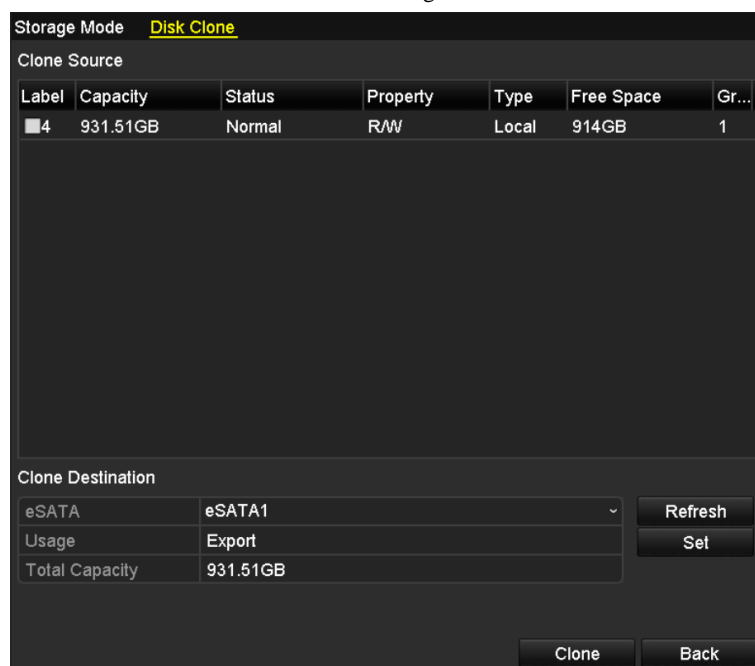 Storage Mode Disk Clone
Clone Source
Label Capacity Status Property Type Free Space Gr...
4 931.51GB Normal R/W Local 914GB 1
Clone Destination
eSATA eSATA1 Refresh
Usage Export Set
Total Capacity 931.51GB
Clone Back